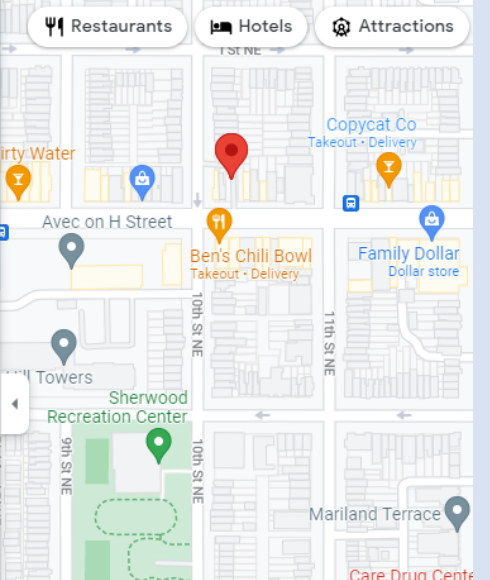 Restaurants
Hotels
Attractions
I St NE
Copycat Co
Takeout • Delivery
irty Water
Avec on H Street
Ben's Chili Bowl
Takeout • Delivery
Family Dollar
Dollar store
10th St NE
11th St NE
ill Towers
Sherwood
Recreation Center
9th St NE
10th St NE
Mariland Terrace
Care Drug Cente